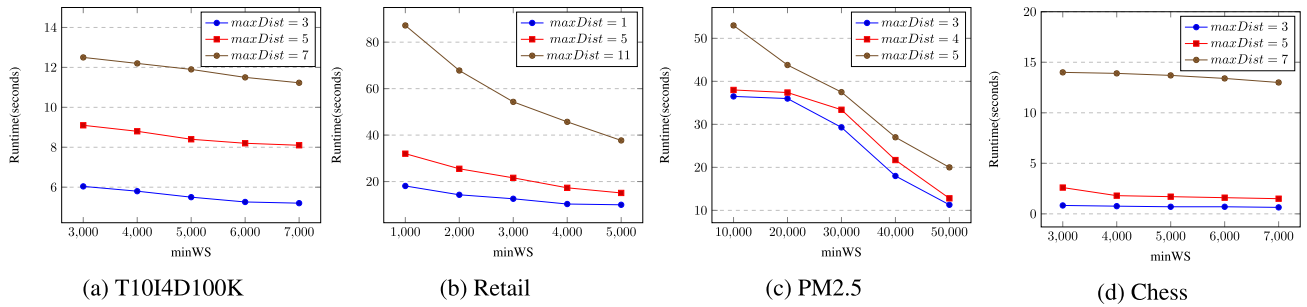 Runtime(seconds)
14
12
10
8
6
3,000 4,000 5,000 6,000 7,000
minWS
maxDist = 3
maxDist = 5
maxDist = 7
(a) T10I4D100K
Runtime(seconds)
80
60
40
20
1,000 2,000 3,000 4,000 5,000
minWS
maxDist = 1
maxDist = 5
maxDist = 11
(b) Retail
Runtime(seconds)
50
40
30
20
10
10,000 20,000 30,000 40,000 50,000
minWS
maxDist = 3
maxDist = 4
maxDist = 5
(c) PM2.5
Runtime(seconds)
20
15
10
5
0
3,000 4,000 5,000 6,000 7,000
minWS
maxDist = 3
maxDist = 5
maxDist = 7
(d) Chess